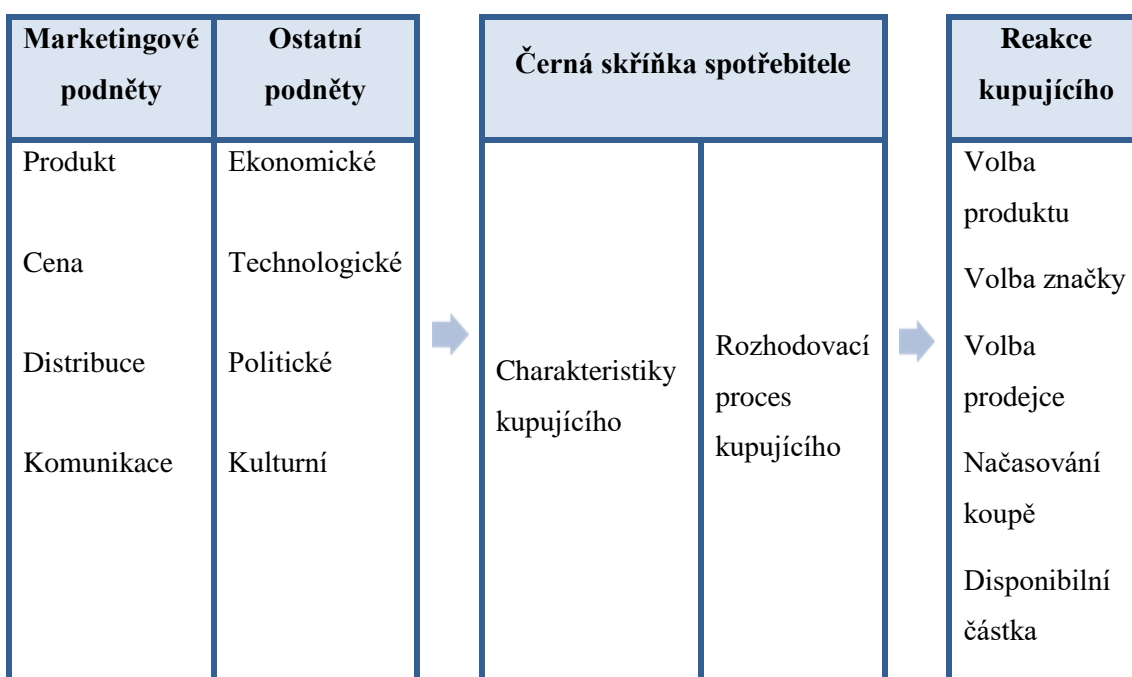 Marketingové
podněty
Ostatní
podněty
Černá skříňka spotřebitele
Reakce
kupujícího
Produkt
Cena
Distribuce
Komunikace
Ekonomické
Technologické
Politické
Kulturní
Charakteristiky
kupujícího
Rozhodovací
proces
kupujícího
Volba
produktu
Volba značky
Volba
prodejce
Načasování
koupě
Disponibilní
částka